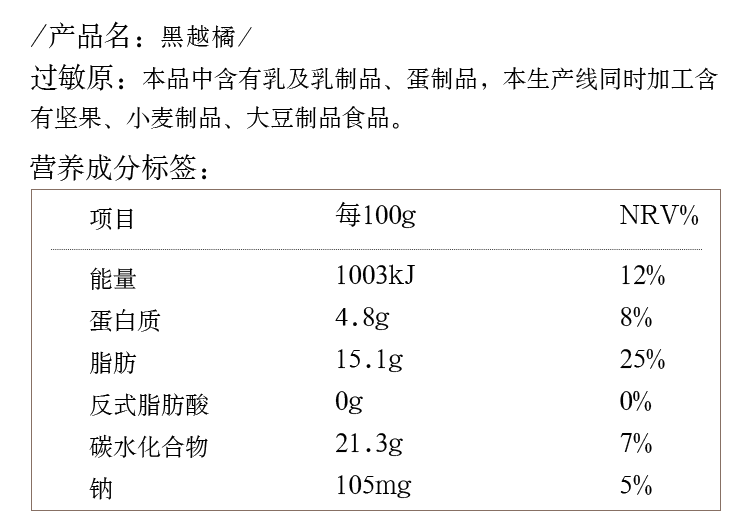 /产品名：黑越橘/
过敏原：本品中含有乳及乳制品、蛋制品，本生产线同时加工含
有坚果、小麦制品、大豆制品食品。
营养成分标签：
项目 每100g NRV%
能量 1003kJ 12%
蛋白质 4.8g 8%
脂肪 15.1g 25%
反式脂肪酸 0g 0%
碳水化合物 21.3g 7%
钠 105mg 5%